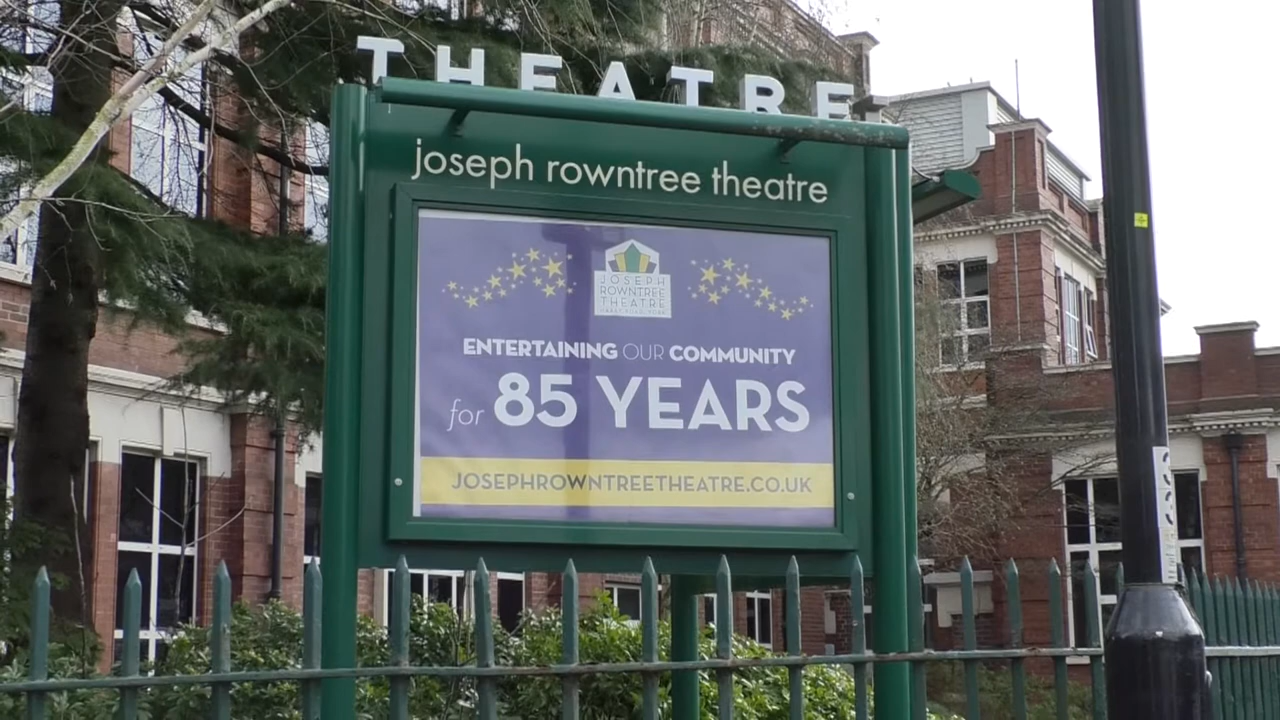 THEATRE
joseph rowntree theatre
JOSEPH
ROWNTREE
THEATRE
ENTERTAINING OUR COMMUNITY
for 85 YEARS
JOSEPHROWNTREETHEATRE.CO.UK